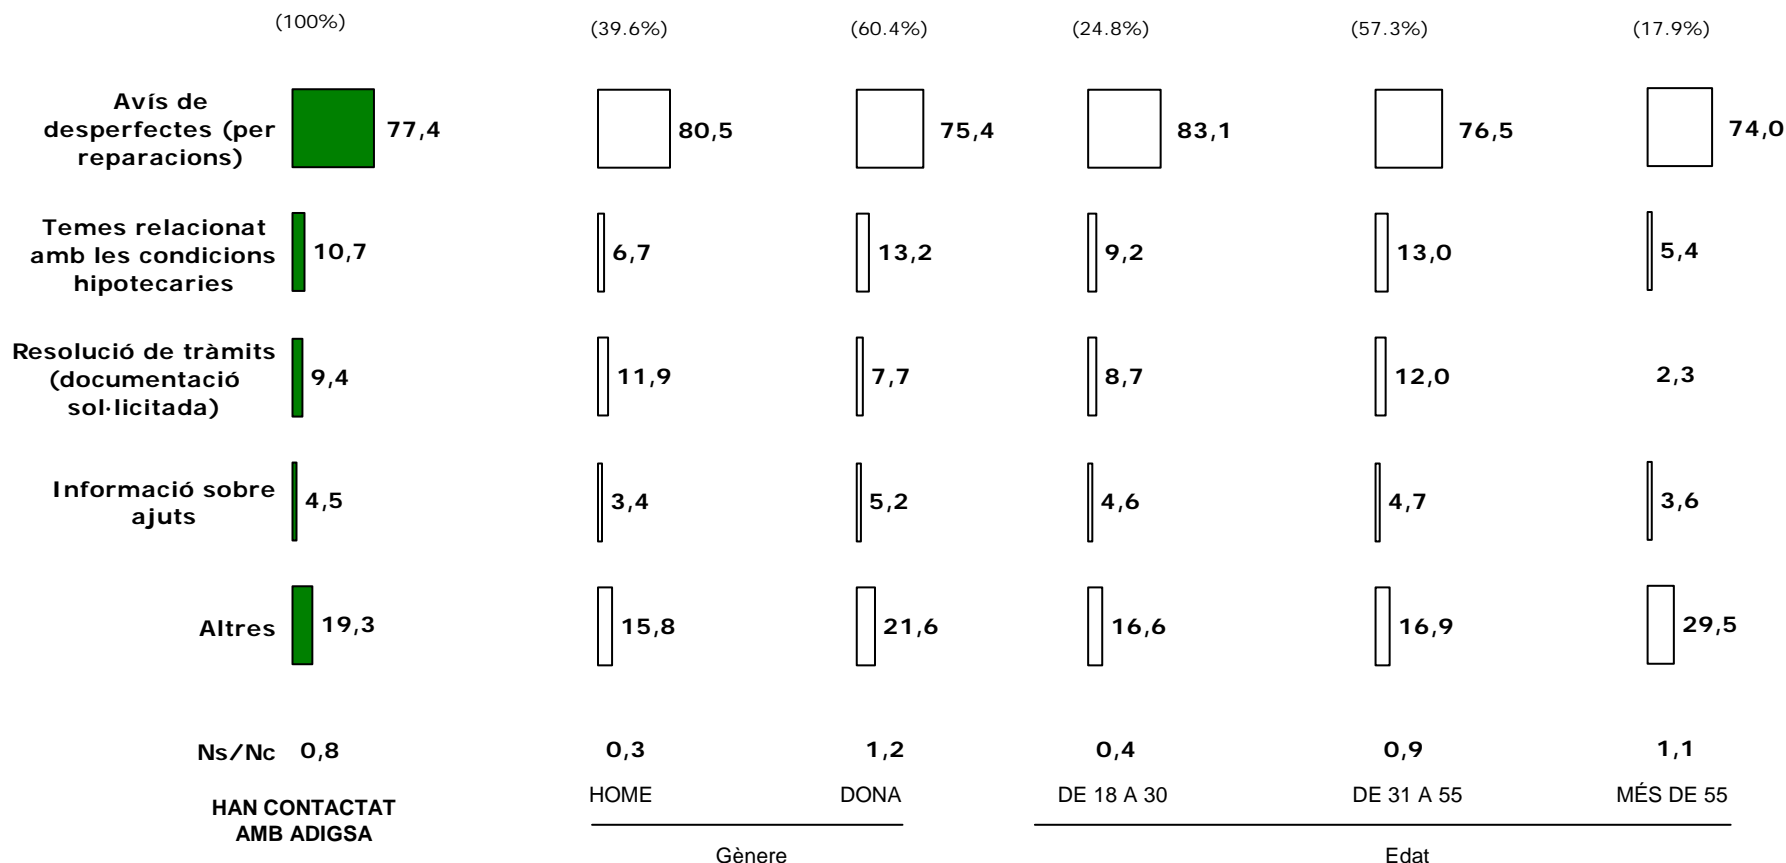 (100%) (39.6%) (60.4%) (24.8%) (57.3%) (17.9%)
Avís de
desperfectes (per
reparacions)
77,4 80,5 75,4 83,1 76,5 74,0
Temes relacionat
amb les condicions
hipotecaries
10,7 6,7 13,2 9,2 13,0 5,4
Resolució de tràmits
(documentació
sol·licitada)
9,4 11,9 7,7 8,7 12,0 2,3
Informació sobre
ajuts
4,5 3,4 5,2 4,6 4,7 3,6
Altres 19,3 15,8 21,6 16,6 16,9 29,5
Ns/Nc 0,8 0,3 1,2 0,4 0,9 1,1
HAN CONTACTAT
AMB ADIGSA
HOME DONA DE 18 A 30 DE 31 A 55 MÉS DE 55
Gènere Edat